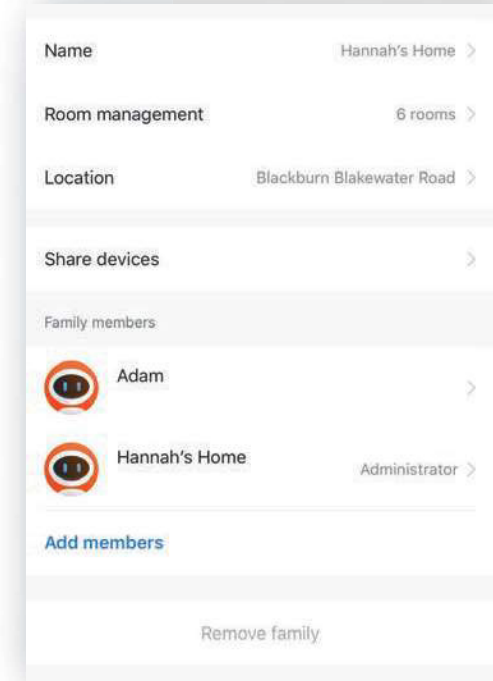 Name Hannah's Home
Room management 6 rooms
Location Blackburn Blakewater Road
Share devices
Family members
Adam
Hannah's Home Administrator
Add members
Remove family